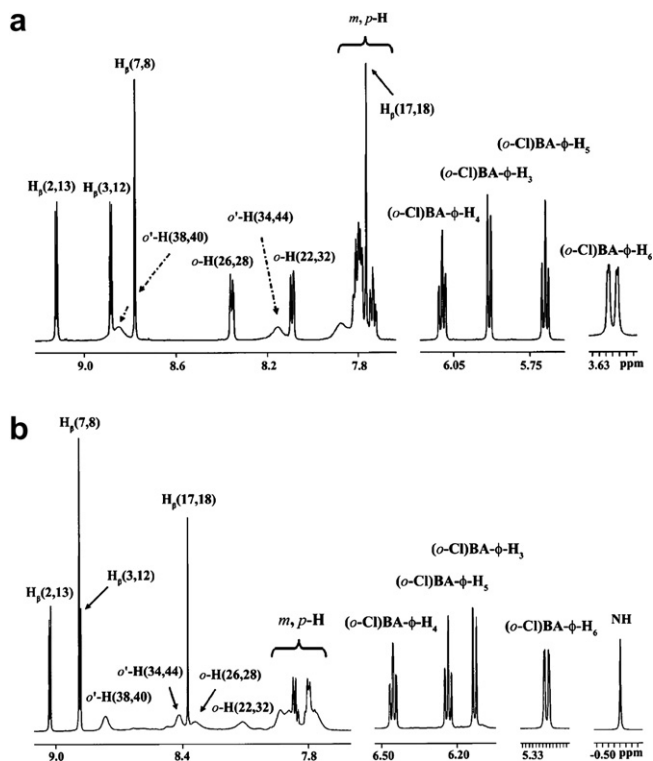 a
m, p-H
Hβ(7,8)
Hβ(17,18)
(o-Cl)BA-ϕ-H5
(o-Cl)BA-ϕ-H3
Hβ(2,13)
Hβ(3,12)
(o-Cl)BA-ϕ-H4
o'-H(34,44)
o'-H(38,40)
o-H(26,28)
o-H(22,32)
(o-Cl)BA-ϕ-H6
9.0 8.6 8.2 7.8 6.05 5.75 3.63 ppm
b
Hβ(7,8)
Hβ(17,18)
(o-Cl)BA-ϕ-H3
Hβ(3,12)
(o-Cl)BA-ϕ-H5
Hβ(2,13)
m, p-H
(o-Cl)BA-ϕ-H4
(o-Cl)BA-ϕ-H6
NH
o'-H(34,44)
o-H(26,28)
o'-H(38,40)
o-H(22,32)
9.0 8.4 7.8 6.50 6.20 5.33 -0.50 ppm